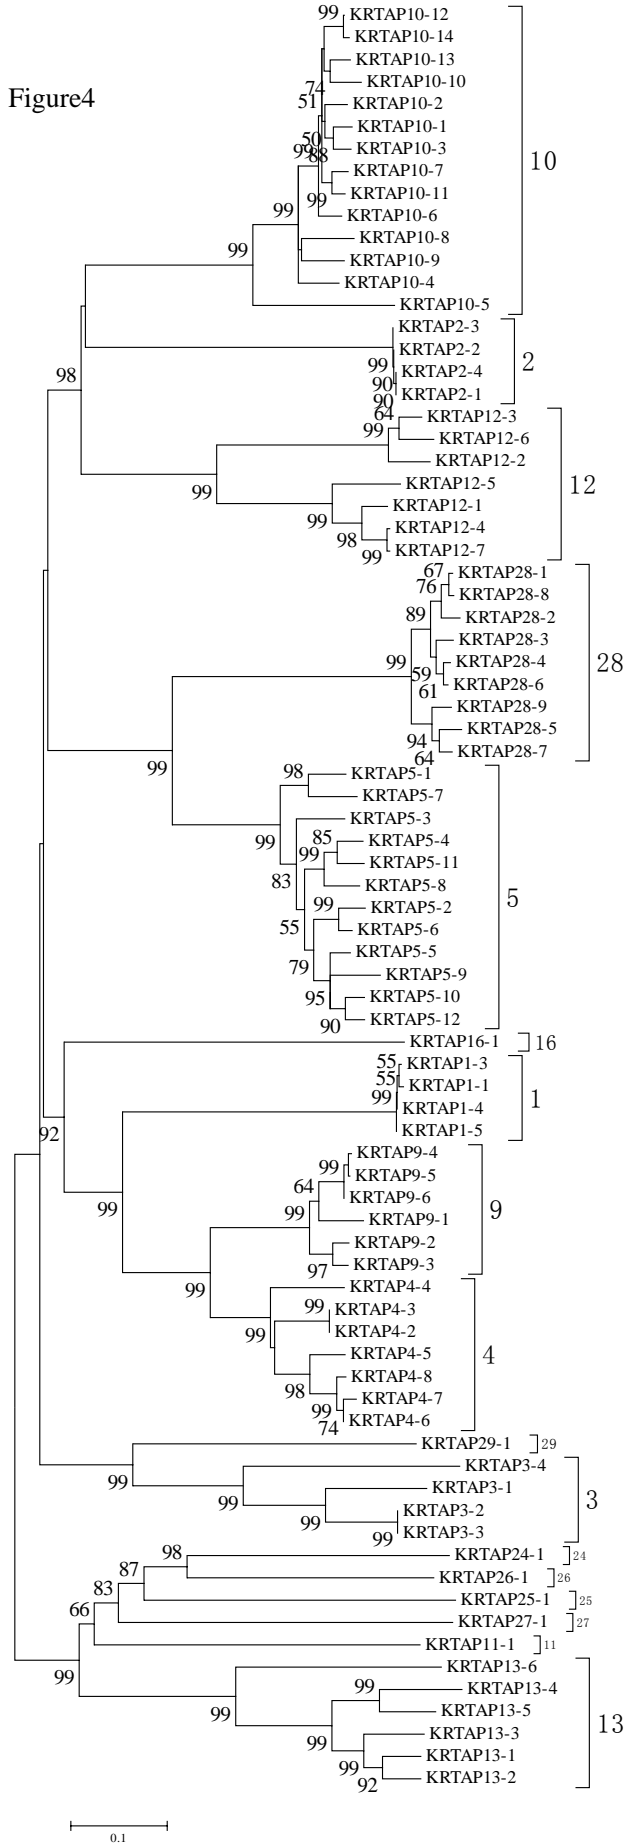 99 KRTAP10-12
KRTAP10-14
KRTAP10-13
74 KRTAP10-10
Figure4
51 KRTAP10-2
KRTAP10-1
50 KRTAP10-3
99 88
10
KRTAP10-7
99 KRTAP10-11
99 KRTAP10-6
KRTAP10-8
99 KRTAP10-9
KRTAP10-4
KRTAP10-5
KRTAP2-3
KRTAP2-2
99 KRTAP2-4
2
98
90 KRTAP2-1
90
64 KRTAP12-3
99 KRTAP12-6
KRTAP12-2
99 KRTAP12-5
12
KRTAP12-1
99 KRTAP12-4
98 KRTAP12-7
99
67 KRTAP28-1
76 KRTAP28-8
89 KRTAP28-2
KRTAP28-3
99 KRTAP28-4
28
59 KRTAP28-6
61
KRTAP28-9
KRTAP28-5
94 KRTAP28-7
64
99
98 KRTAP5-1
KRTAP5-7
KRTAP5-3
99 85 KRTAP5-4
99 KRTAP5-11
83 KRTAP5-8
5
99 KRTAP5-2
55 KRTAP5-6
KRTAP5-5
79 KRTAP5-9
95 KRTAP5-10
90 KRTAP5-12
KRTAP16-1 16
55 KRTAP1-3
55 KRTAP1-1
99 KRTAP1-4
1
KRTAP1-5
92
KRTAP9-4
99 KRTAP9-5
64 KRTAP9-6
99 99 KRTAP9-1
9
KRTAP9-2
97 KRTAP9-3
99 KRTAP4-4
99 KRTAP4-3
99 KRTAP4-2
KRTAP4-5
4
98 KRTAP4-8
KRTAP4-7
99 KRTAP4-6
74
KRTAP29-1 29
KRTAP3-4
99
99 KRTAP3-1
3
KRTAP3-2
99 KRTAP3-3
99
98 KRTAP24-1 24
87 KRTAP26-1 26
83 KRTAP25-1 25
66 KRTAP27-1 27
KRTAP11-1 11
99 KRTAP13-6
99 KRTAP13-4
99 KRTAP13-5
13
99 KRTAP13-3
KRTAP13-1
99 KRTAP13-2
92
0.1